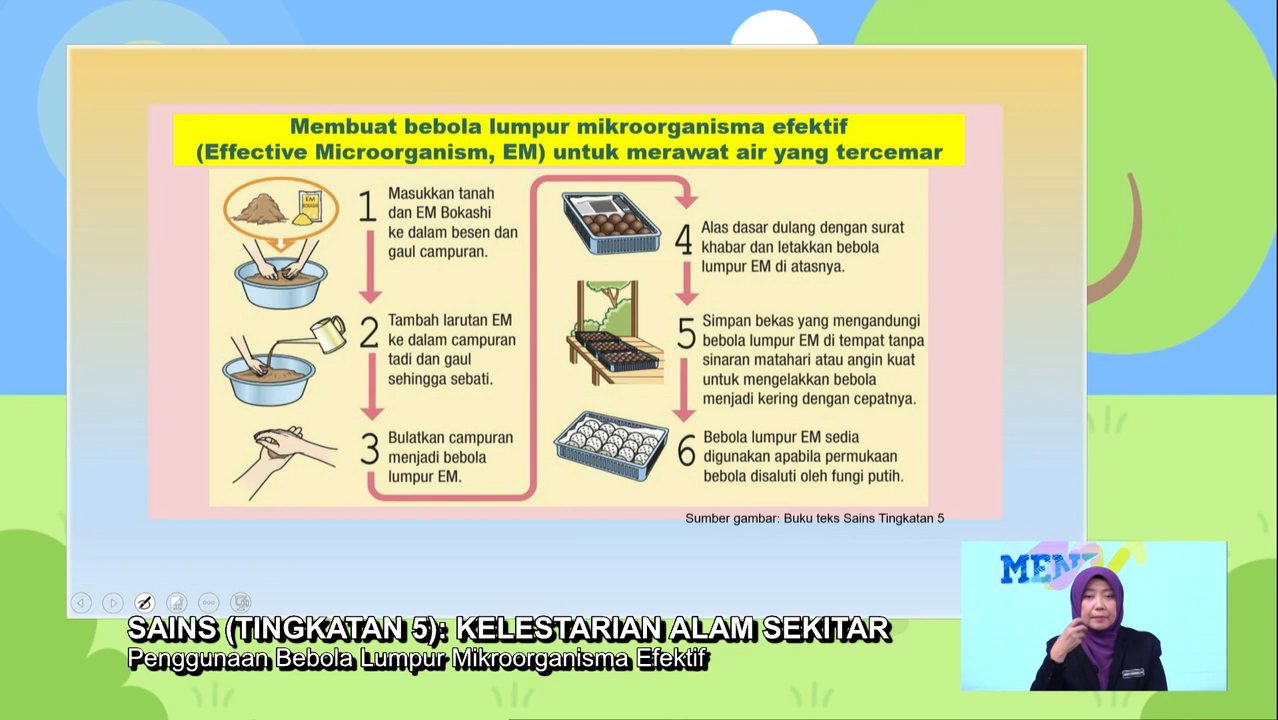 Membuat bebola lumpur mikroorganisma efektif
(Effective Microorganism, EM) untuk merawat air yang tercemar
EM
BOKASHI
1
Masukkan tanah
dan EM Bokashi
ke dalam besen dan
gaul campuran.
2
Tambah larutan EM
ke dalam campuran
tadi dan gaul
sehingga sebati.
3
Bulatkan campuran
menjadi bebola
lumpur EM.
4
Alas dasar dulang dengan surat
khabar dan letakkan bebola
lumpur EM di atasnya.
5
Simpan bekas yang mengandungi
bebola lumpur EM di tempat tanpa
sinaran matahari atau angin kuat
untuk mengelakkan bebola
menjadi kering dengan cepatnya.
6
Bebola lumpur EM sedia
digunakan apabila permukaan
bebola disaluti oleh fungi putih.
Sumber gambar: Buku teks Sains Tingkatan 5
SAINS (TINGKATAN 5): KELESTARIAN ALAM SEKITAR
Penggunaan Bebola Lumpur Mikroorganisma Efektif